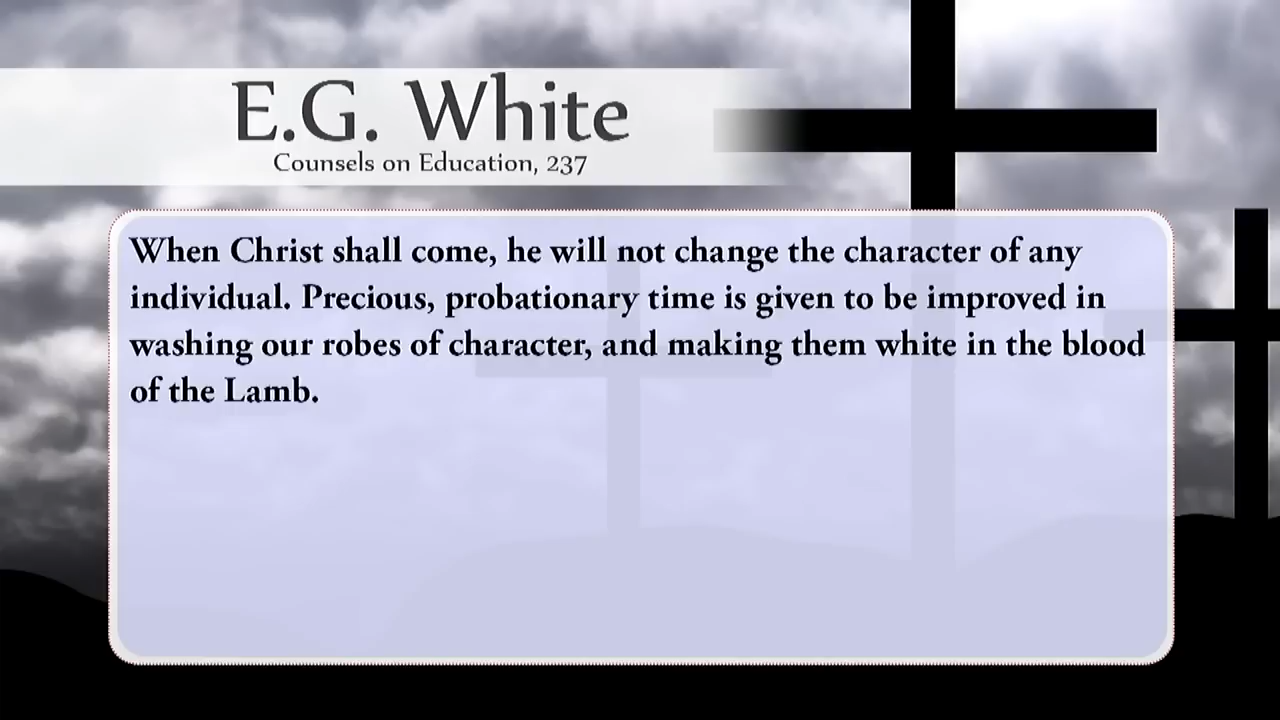 E.G. White
Counsels on Education, 237
When Christ shall come, he will not change the character of any
individual. Precious, probationary time is given to be improved in
washing our robes of character, and making them white in the blood
of the Lamb.